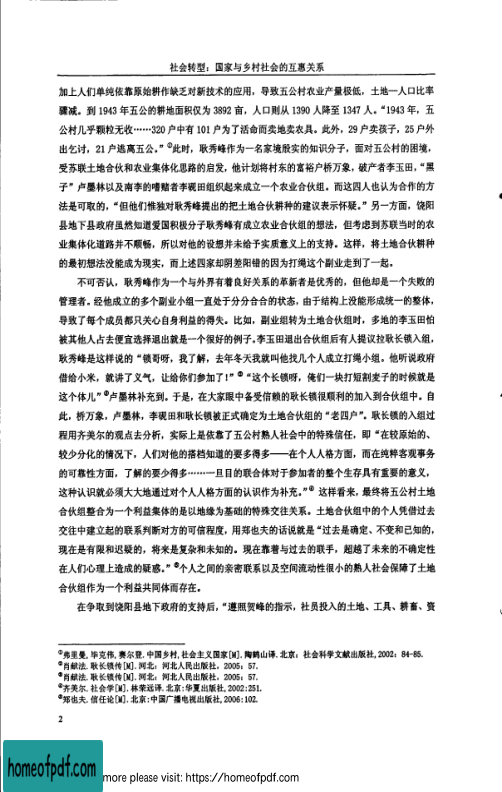 社会转型：国家与乡村社会的互惠关系
加上人们单纯依靠原始耕作缺乏对新技术的应用，导致五公村农业产量极低，土地一人口比率
骤减。到 1943 年五公的耕地面积仅为 3892 亩，人口则从 1390 人降至 1347 人。“1943 年，五
公村几乎颗粒无收……320 户中有 101 户为了活命而卖地卖农具。此外，29 户卖孩子，25 户外
出乞讨，21 户逃离五公。”①此时，耿秀峰作为一名家境殷实的知识分子，面对五公村的困境，
受苏联土地合伙和农业集体化思路的启发，他计划将村东的富裕户桥万象，破产者李玉田，“黑
子”卢墨林以及南李的嗜赌者李砚田组织起来成立一个农业合伙组。而这四人也认为合作的方
法是可取的，“但他们惟独对耿秀峰提出的把土地合伙耕种的建议表示怀疑。”另一方面，饶阳
县地下县政府虽然知道爱国积极分子耿秀峰有成立农业合伙组的想法，但考虑到苏联当时的农
业集体化道路并不顺畅，所以对他的设想并未给予实质意义上的支持。这样，将土地合伙耕种
的最初想法没能成为现实，而上述四家却阴差阳错的因为打绳这个副业走到了一起。
不可否认，耿秀峰作为一个与外界有着良好关系的革新者是优秀的，但他却是一个失败的
管理者。经他成立的多个副业小组一直处于分分合合的状态，由于结构上没能形成统一的整体，
导致了每个成员都只关心自身利益的得失。比如，副业组转为土地合伙组时，多地的李玉田怕
被其他人占去便宜选择退出就是一个很好的例子。李玉田退出合伙组后有人提议拉耿长锁入组，
耿秀峰是这样说的“锁哥呀，我了解，去年冬天我就叫他找几个人成立打绳小组。他听说政府
借给小米，就讲了义气，让给你们参加了！”②“这个长锁呀，俺们一块打短割麦子的时候就是
这个体儿”③卢墨林补充到。于是，在大家眼中备受信赖的耿长锁很顺利的加入到合伙组中。自
此，桥万象，卢墨林，李砚田和耿长锁被正式确定为土地合伙组的“老四户”。耿长锁的入组过
程用齐美尔的观点去分析，实际上是依靠了五公村熟人社会中的特殊信任，即“在较原始的、
较少分化的情况下，人们对他的搭档知道的要多得多——在个人人格方面，而在纯粹客观事务
的可靠性方面，了解的要少得多……一旦目的联合体对于参加者的整个生存具有重要的意义，
这种认识就必须大大地通过对个人人格方面的认识作为补充。”④ 这样看来，最终将五公村土地
合伙组整合为一个利益集体的是以地缘为基础的特殊交往关系。土地合伙组中的个人凭借过去
交往中建立起的联系判断对方的可信程度，用郑也夫的话说就是“过去是确定、不变和已知的，
现在是有限和迟疑的，将来是复杂和未知的。现在靠着与过去的联手，超越了未来的不确定性
在人们心理上造成的疑惑。”⑤个人之间的亲密联系以及空间流动性很小的熟人社会保障了土地
合伙组作为一个利益共同体而存在。
在争取到饶阳县地下政府的支持后，“遵照贺峰的指示，社员投入的土地、工具、耕畜、资
①弗里曼，毕克伟，赛尔登.中国乡村，社会主义国家[M].陶鹤山译.北京：社会科学文献出版社，2002：84-85.
②肖献法.耿长锁传[M].河北：河北人民出版社，2005：57.
③肖献法.耿长锁传[M].河北：河北人民出版社，2005：57.
④齐美尔.社会学[M].林荣远译.北京:华夏出版社,2002:251.
⑤郑也夫.信任论[M].北京:中国广播电视出版社,2006:102.
2
homeofpdf.com
more please visit: https://homeofpdf.com